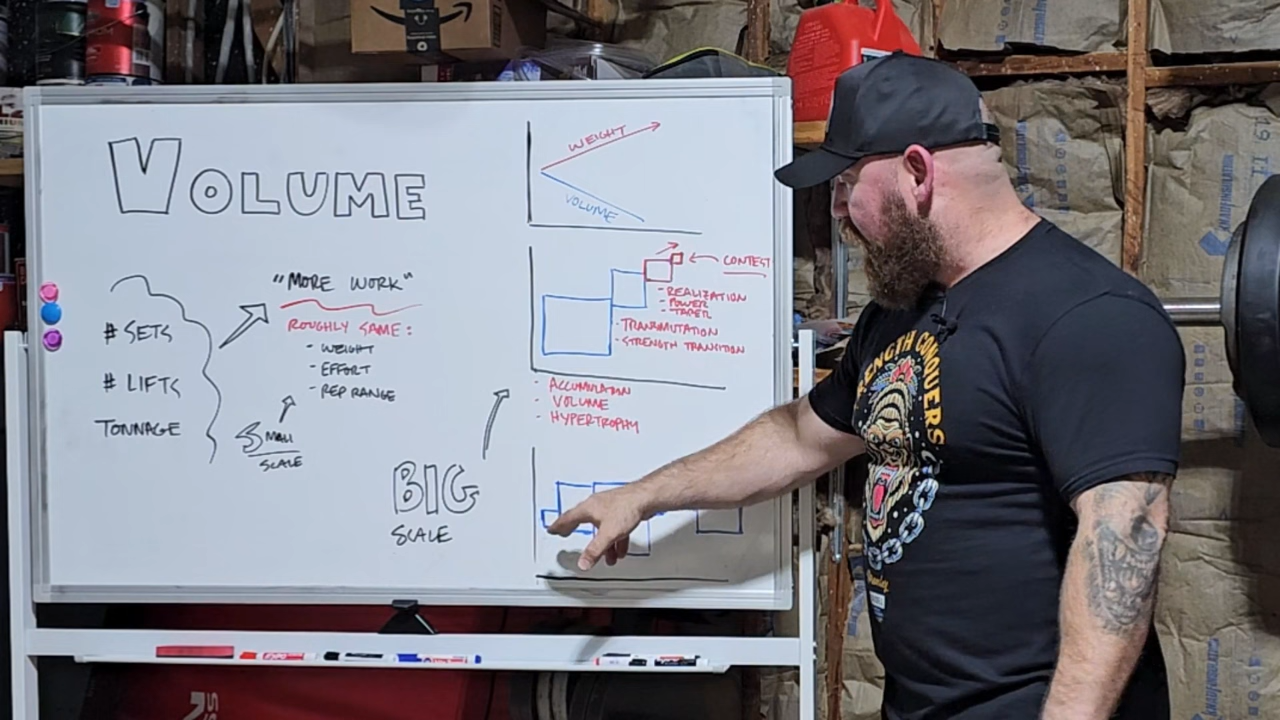 VOLUME
# SETS
# LIFTS
TONNAGE
"MORE WORK"
ROUGHLY SAME:
- WEIGHT
- EFFORT
- REP RANGE
SMALL
SCALE
BIG
SCALE
WEIGHT
VOLUME
CONTEST
- REALIZATION
- POWER
- TAPER
- TRANSMUTATION
- STRENGTH TRANSITION
- ACCUMULATION
- VOLUME
- HYPERTROPHY
STRENGTH CONQUERS